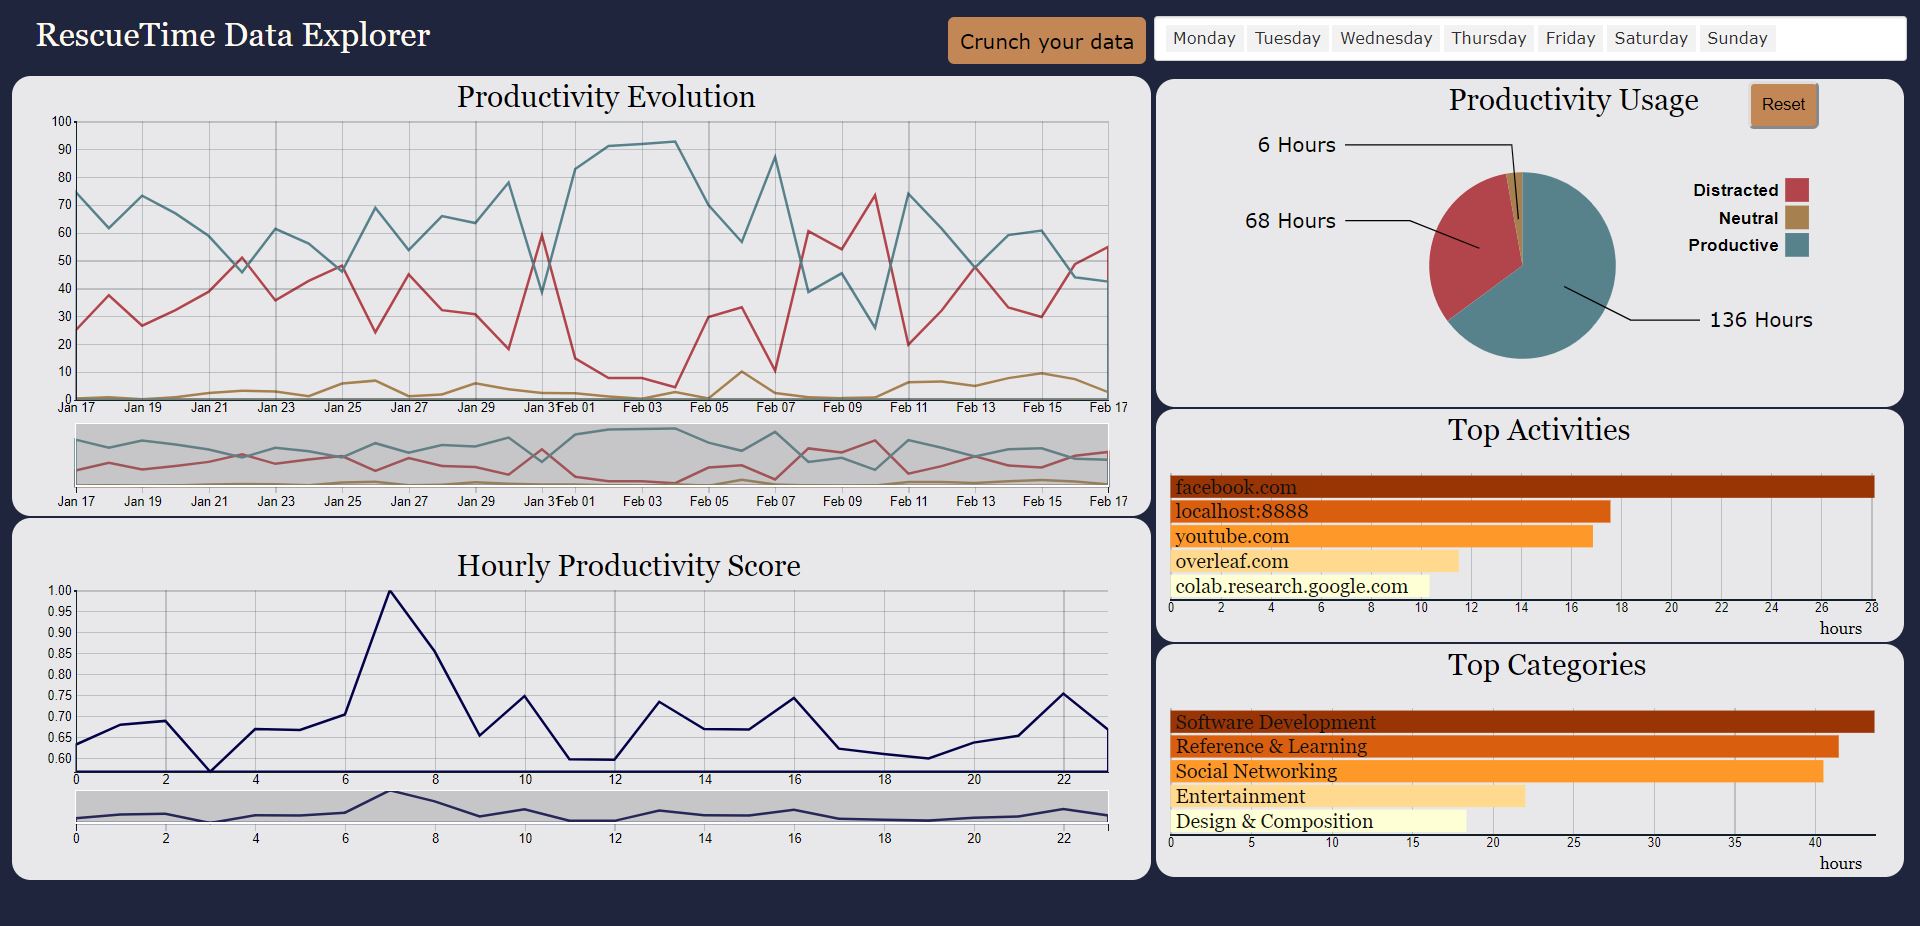 RescueTime Data Explorer
Crunch your data
Monday Tuesday Wednesday Thursday Friday Saturday Sunday
Productivity Evolution
100
90
80
70
60
50
40
30
20
10
0
Jan 17 Jan 19 Jan 21 Jan 23 Jan 25 Jan 27 Jan 29 Jan 31 Feb 01 Feb 03 Feb 05 Feb 07 Feb 09 Feb 11 Feb 13 Feb 15 Feb 17
Jan 17 Jan 19 Jan 21 Jan 23 Jan 25 Jan 27 Jan 29 Jan 31 Feb 01 Feb 03 Feb 05 Feb 07 Feb 09 Feb 11 Feb 13 Feb 15 Feb 17
Hourly Productivity Score
1.00
0.95
0.90
0.85
0.80
0.75
0.70
0.65
0.60
0 2 4 6 8 10 12 14 16 18 20 22
0 2 4 6 8 10 12 14 16 18 20 22
Productivity Usage
Reset
6 Hours
68 Hours
136 Hours
Distracted
Neutral
Productive
Top Activities
facebook.com
localhost:8888
youtube.com
overleaf.com
colab.research.google.com
0 2 4 6 8 10 12 14 16 18 20 22 24 26 28
hours
Top Categories
Software Development
Reference & Learning
Social Networking
Entertainment
Design & Composition
0 5 10 15 20 25 30 35 40
hours